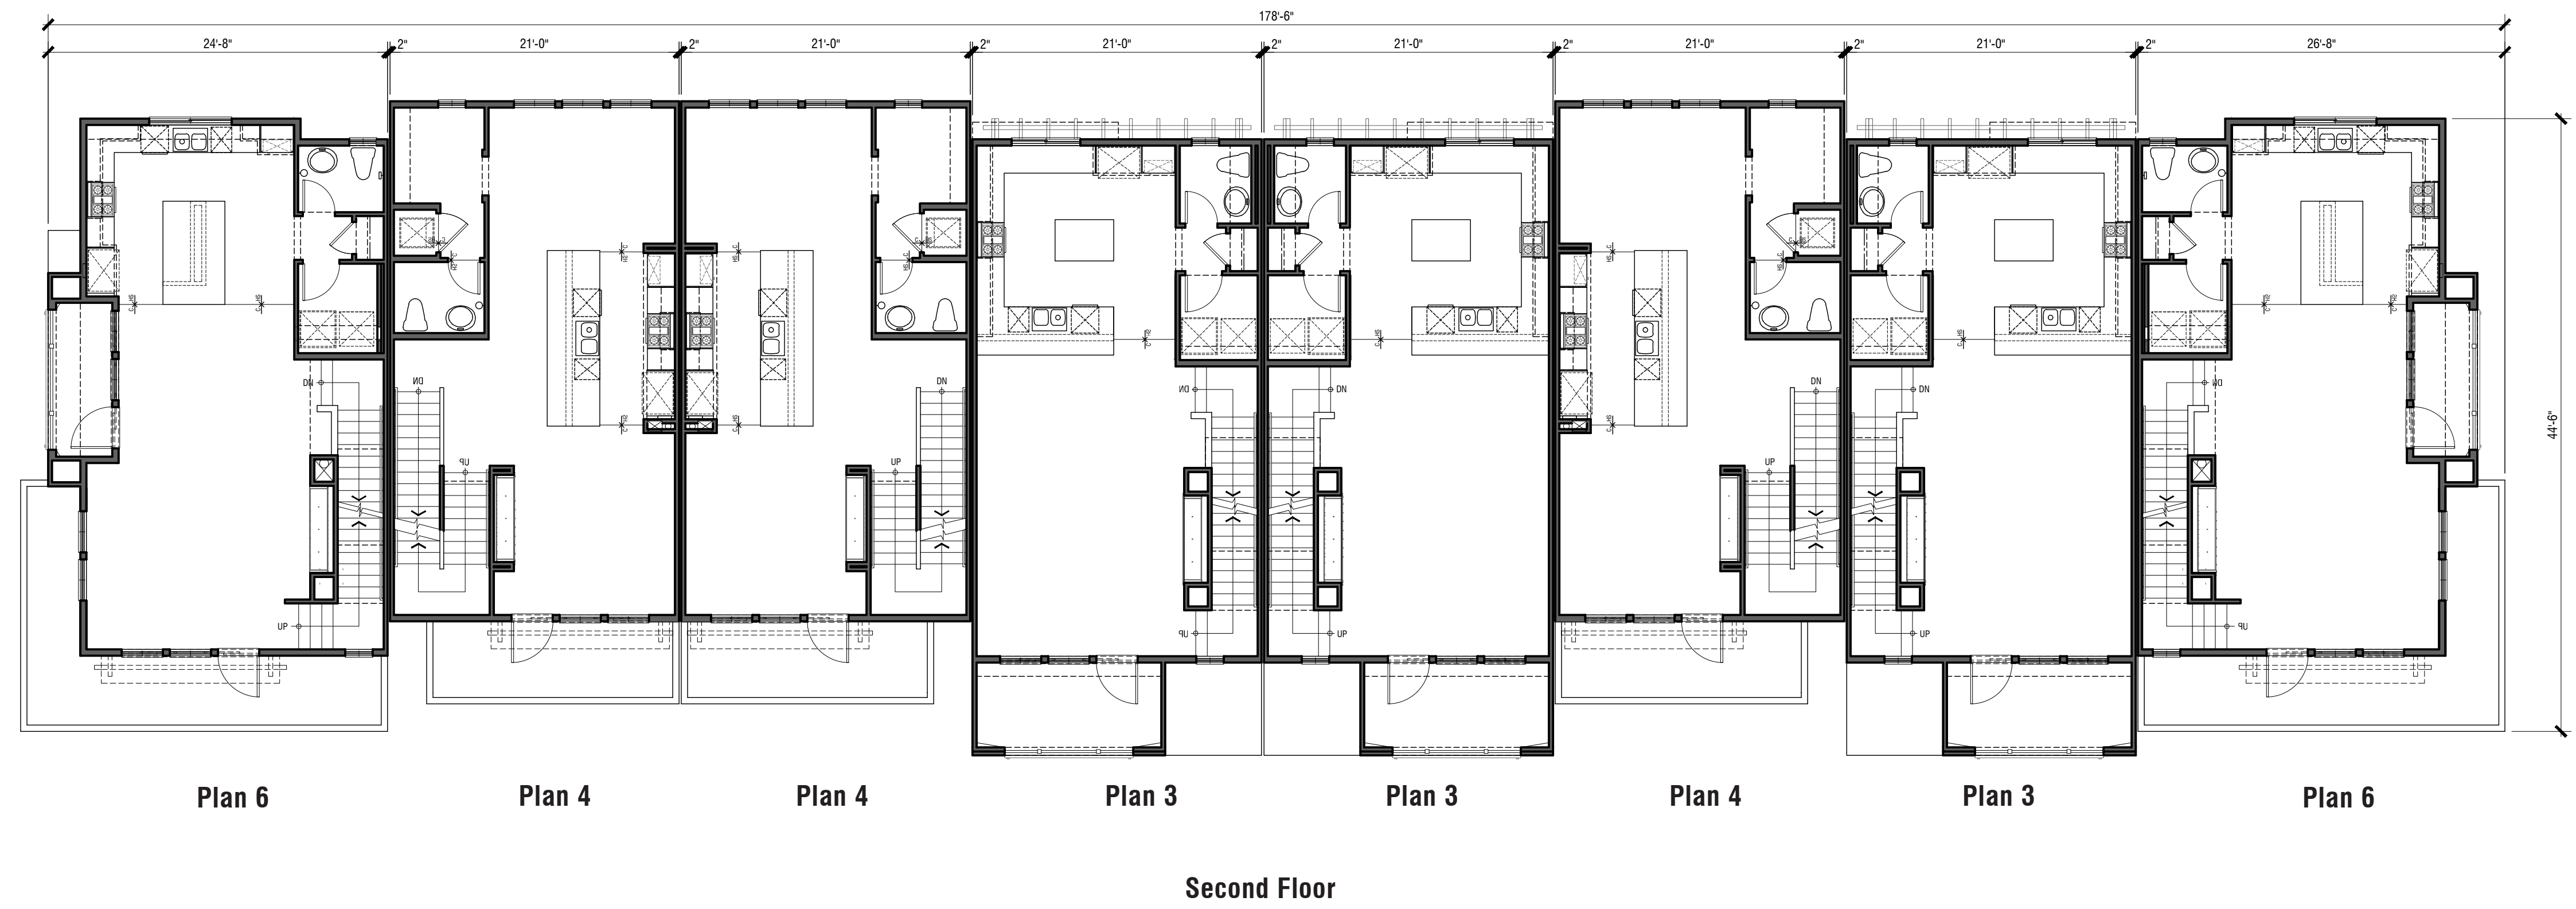 178'-6"
24'-8" 2" 21'-0" 2" 21'-0" 2" 21'-0" 2" 21'-0" 2" 21'-0" 2" 21'-0" 2" 26'-8"
44'-6"
DN DN DN DN DN DN DN DN
UP UP UP
UP UP UP UP UP
Plan 6 Plan 4 Plan 4 Plan 3 Plan 3 Plan 4 Plan 3 Plan 6
Second Floor